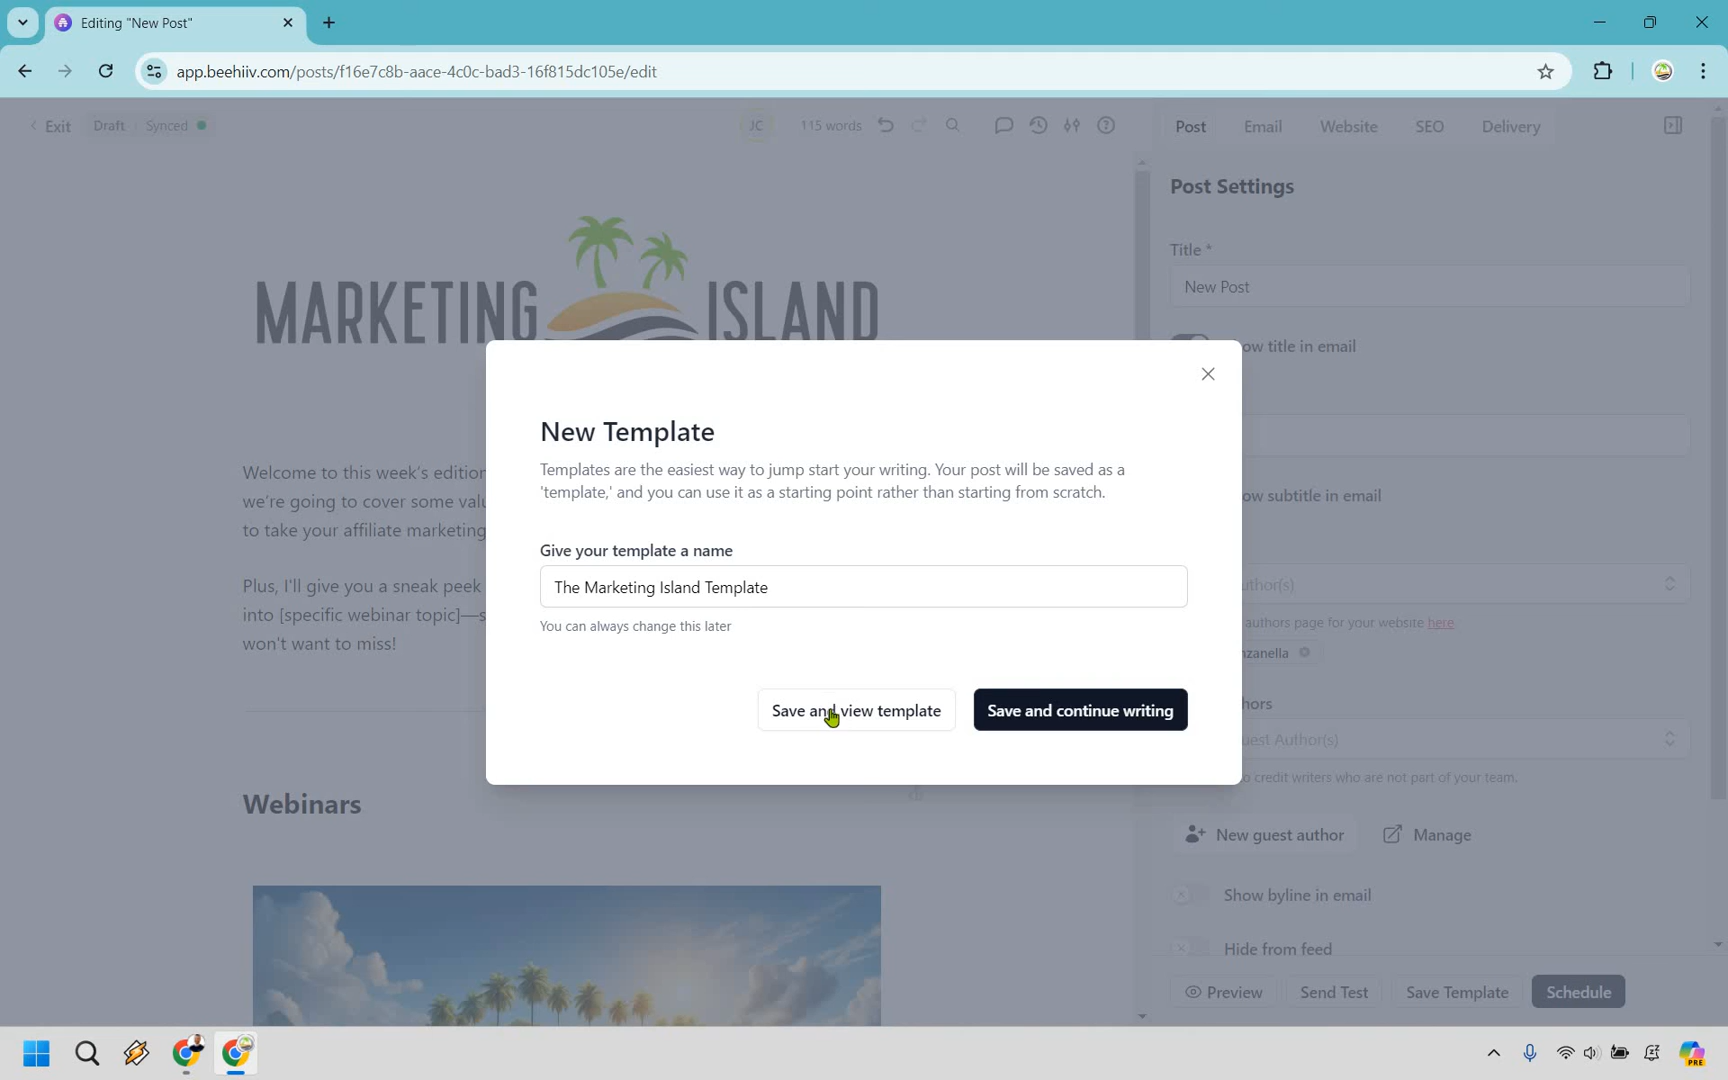 Editing "New Post"
app.beehiiv.com/posts/f16e7c8b-aace-4c0c-bad3-16f815dc105e/edit
Exit Draft Synced JC 115 words Post Email Website SEO Delivery
Post Settings
MARKETING ISLAND
Title *
New Post
ow title in email
New Template
Templates are the easiest way to jump start your writing. Your post will be saved as a
'template,' and you can use it as a starting point rather than starting from scratch.
Give your template a name
The Marketing Island Template
You can always change this later
Save and view template Save and continue writing
Welcome to this week's edition
we're going to cover some valu
to take your affiliate marketing
Plus, I'll give you a sneak peek
into [specific webinar topic]—s
won't want to miss!
Webinars
ow subtitle in email
uthor(s)
authors page for your website here
nzanella
hors
uest Author(s)
o credit writers who are not part of your team.
New guest author Manage
Show byline in email
Hide from feed
Preview Send Test Save Template Schedule
PRE